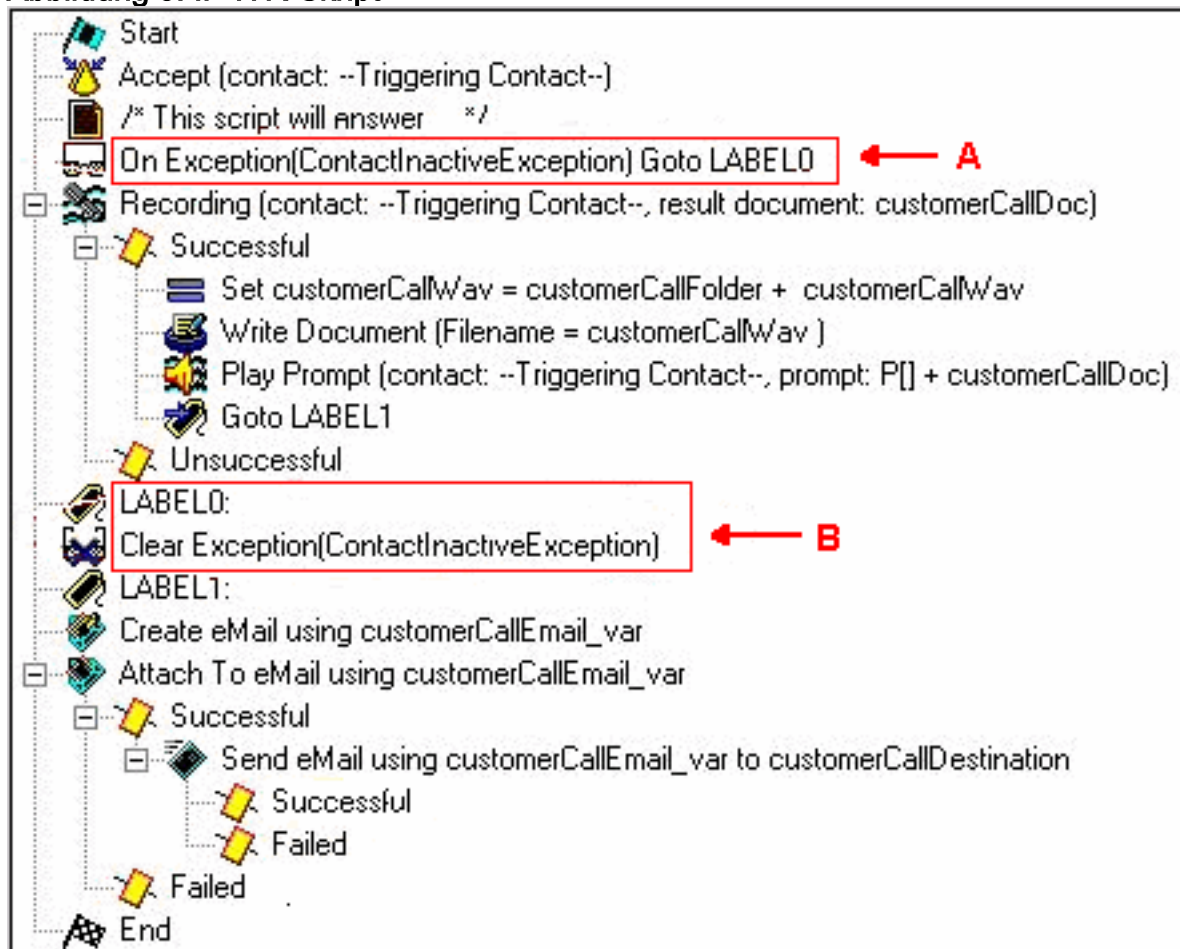 Start
Accept (contact: --Triggering Contact--)
/* This script will answer */
On Exception(ContactInactiveException) Goto LABEL0
A
Recording (contact: --Triggering Contact--, result document: customerCallDoc)
Successful
Set customerCallWav = customerCallFolder + customerCallWav
Write Document (Filename = customerCallWav )
Play Prompt (contact: --Triggering Contact--, prompt: P[] + customerCallDoc)
Goto LABEL1
Unsuccessful
LABEL0:
Clear Exception(ContactInactiveException)
B
LABEL1:
Create eMail using customerCallEmail_var
Attach To eMail using customerCallEmail_var
Successful
Send eMail using customerCallEmail_var to customerCallDestination
Successful
Failed
Failed
End